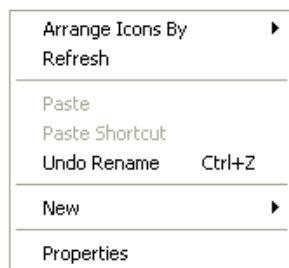 Arrange Icons By
Refresh
Paste
Paste Shortcut
Undo Rename Ctrl+Z
New
Properties